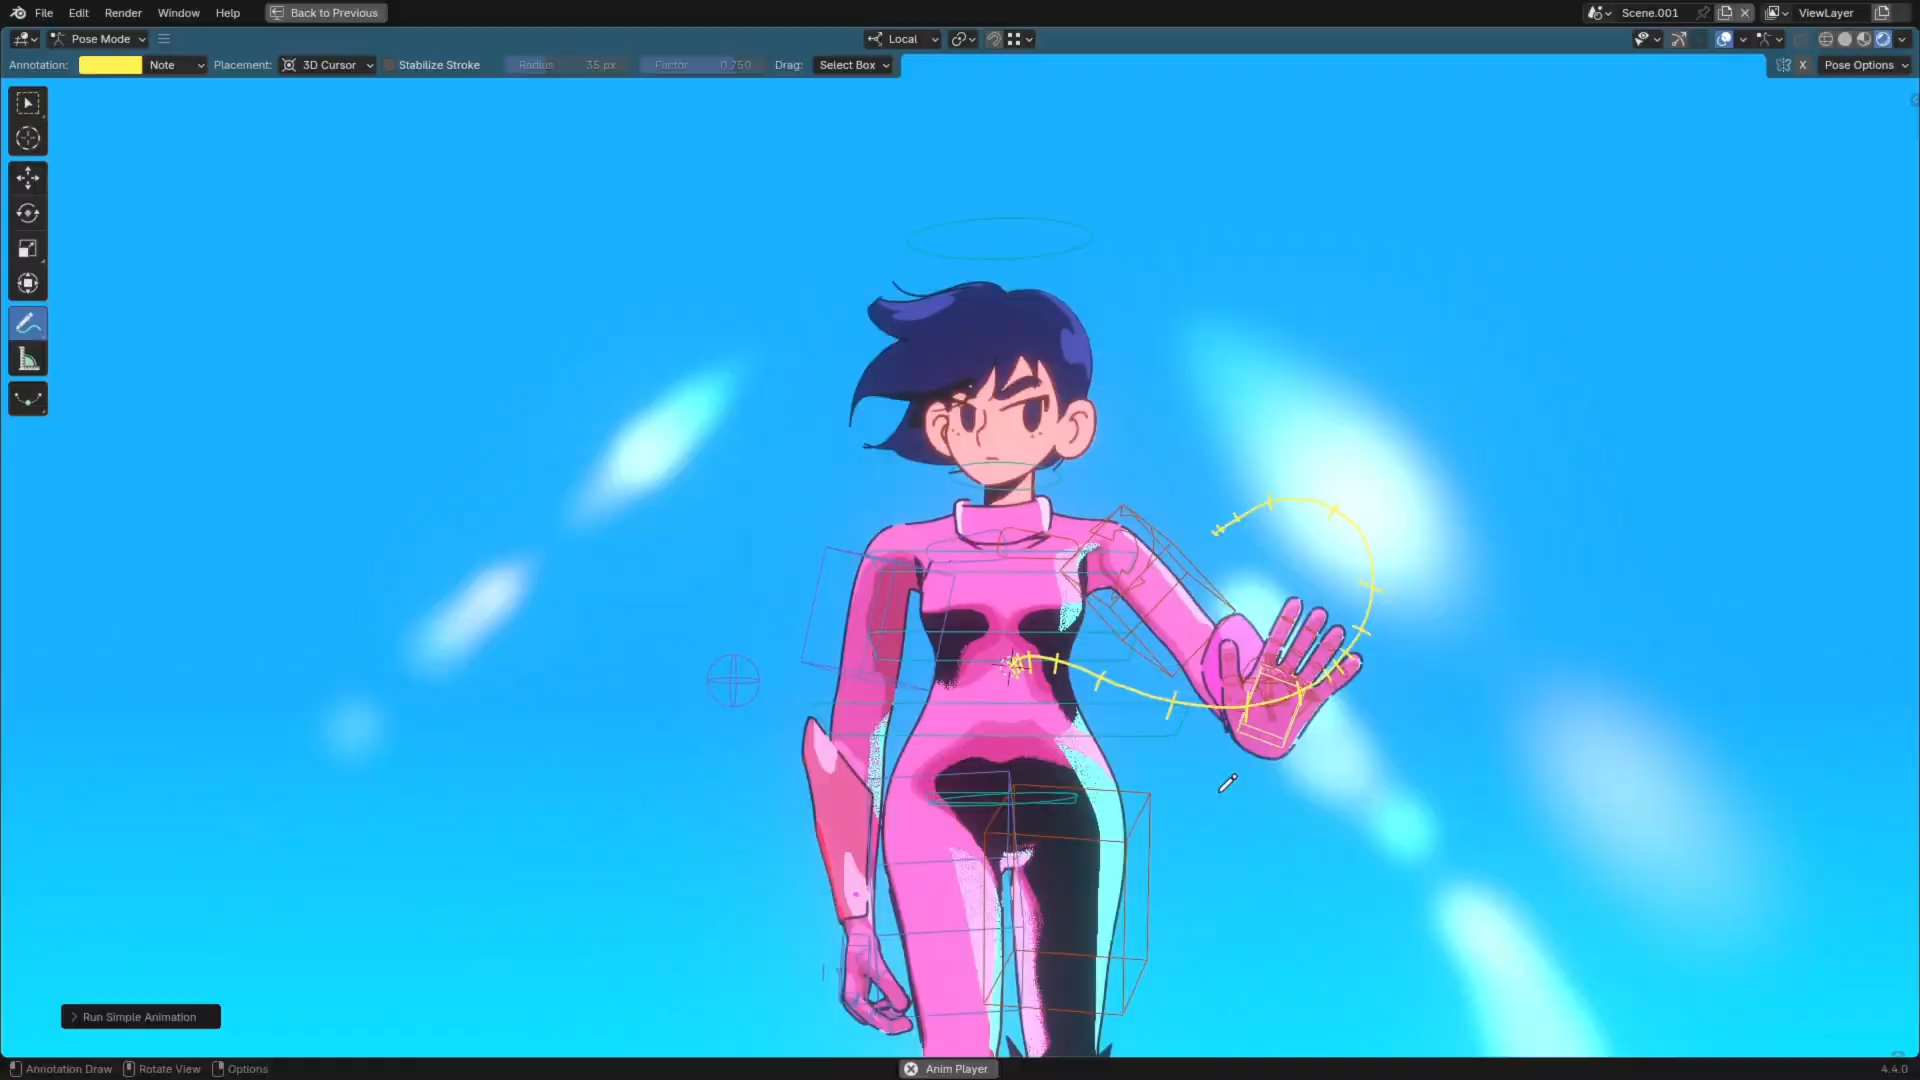 File Edit Render Window Help Back to Previous Scene.001 ViewLayer
Pose Mode Local
Annotation: Note Placement: 3D Cursor Stabilize Stroke Radius 35 px Factor 0.750 Drag: Select Box X Pose Options
Run Simple Animation
Annotation Draw Rotate View Options Anim Player 4.4.0